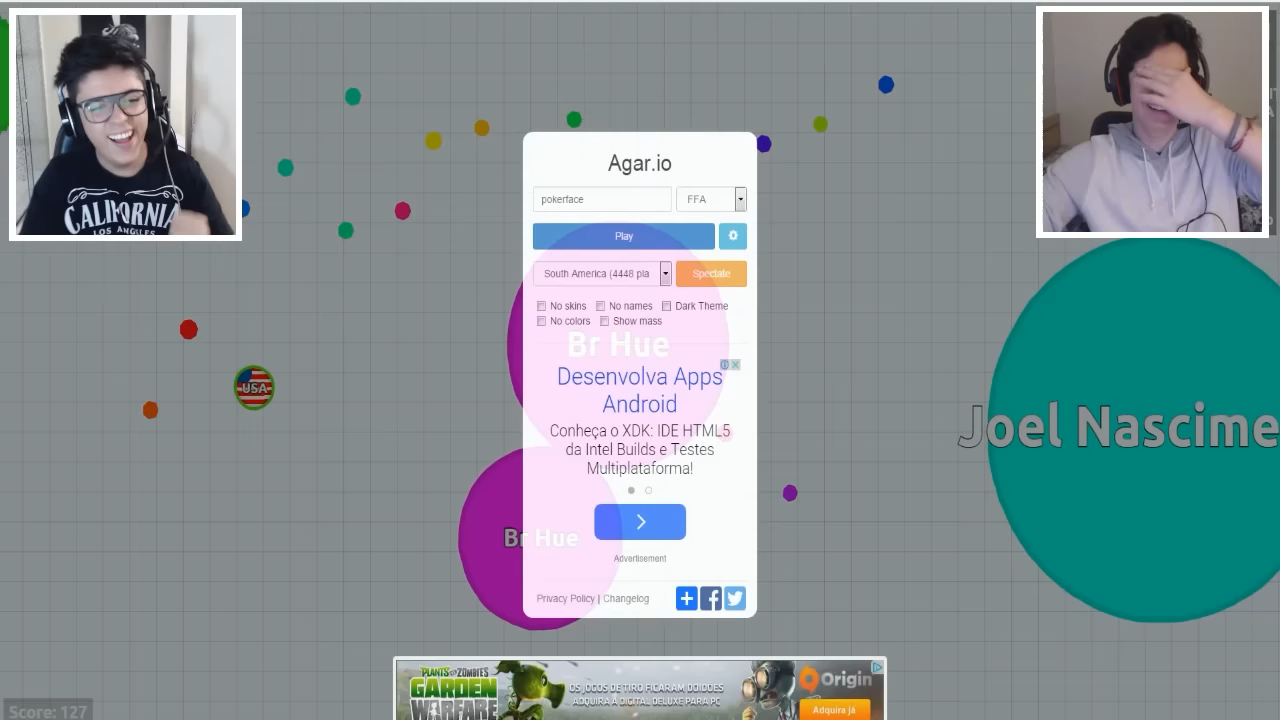 CALIFORNIA
LOS ANGELES
Agar.io
pokerface
FFA
Play
South America (4448 pla
Spectate
No skins No names Dark Theme
No colors Show mass
Br Hue
USA
Desenvolva Apps
Android
Conheça o XDK: IDE HTML5
da Intel Builds e Testes
Multiplataforma!
Joel Nascime
Br Hue
Advertisement
Privacy Policy | Changelog
PLANTS VS ZOMBIES
GARDEN
WARFARE
OS JOGOS DE TIRO FICARAM DOIDÕES
ADQUIRA A DIGITAL DELUXE PARA PC
Origin
Adquira já
Score: 127